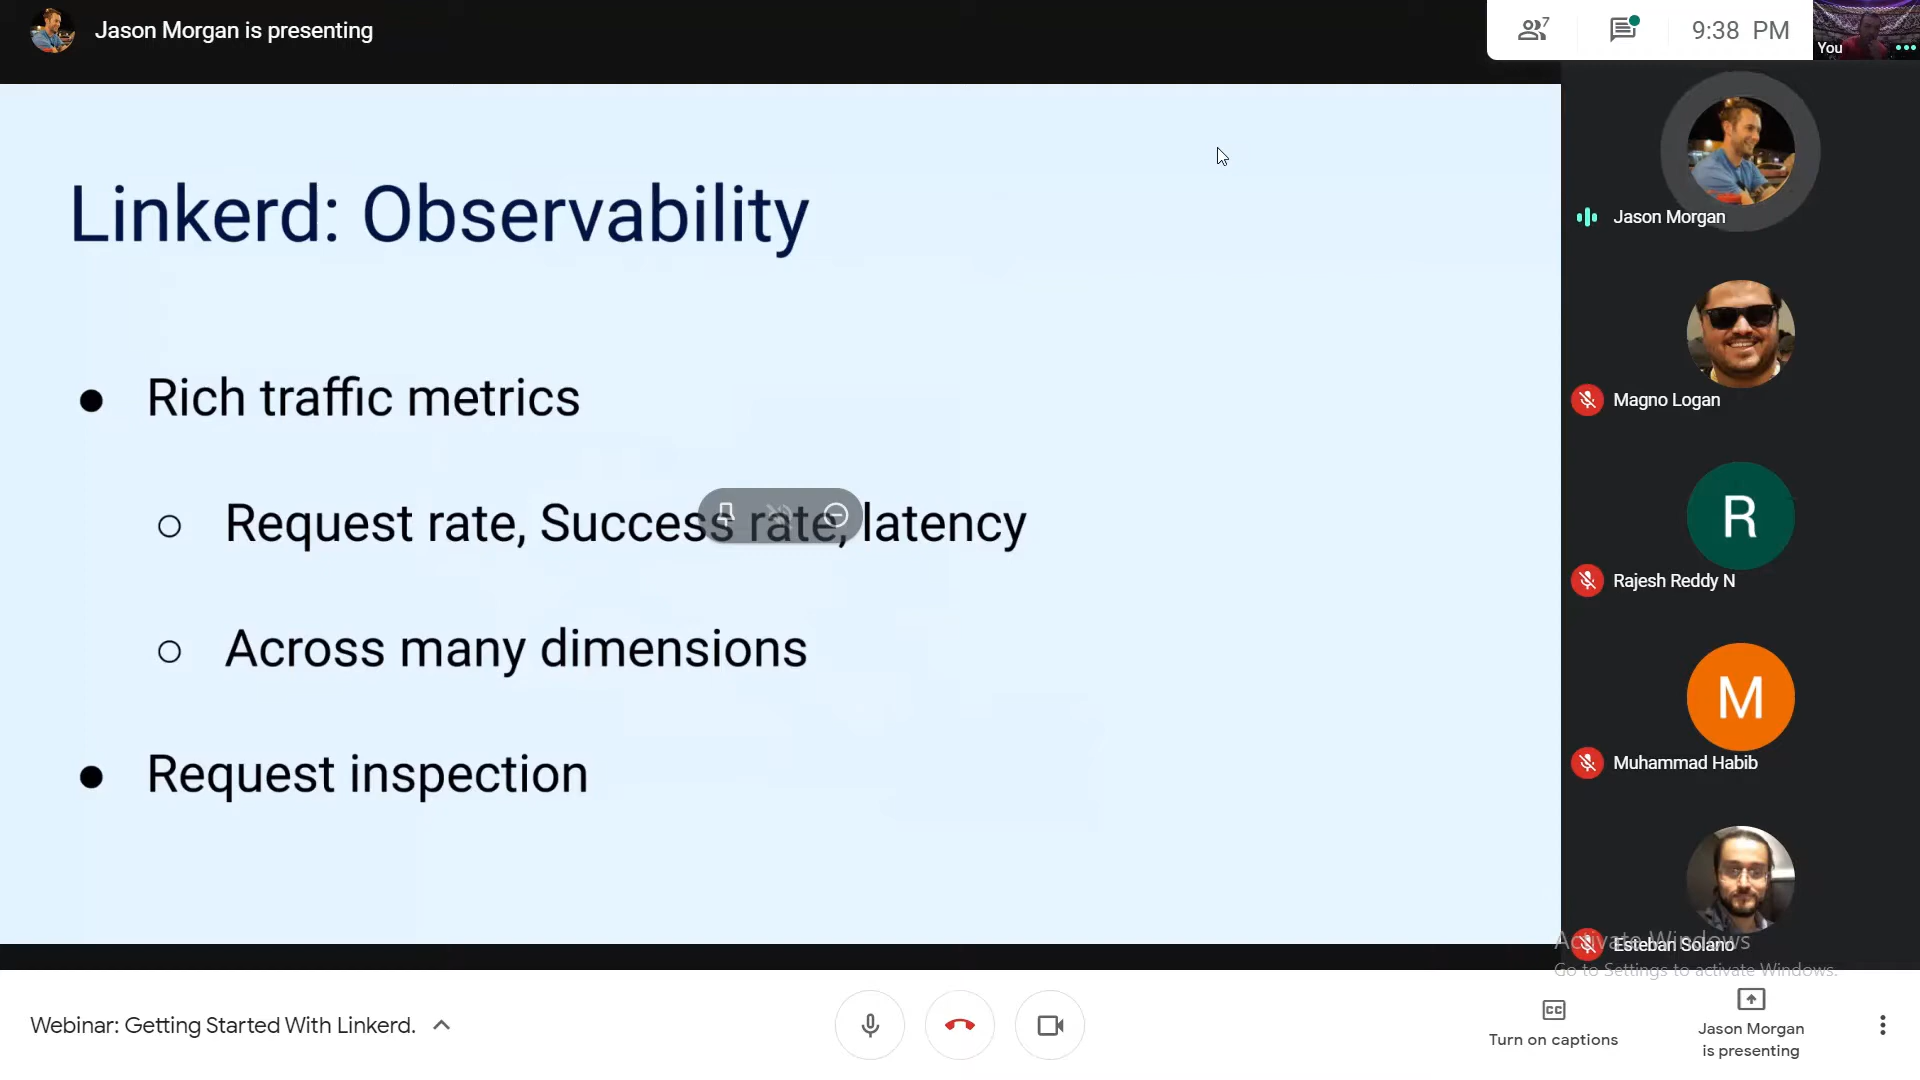 Jason Morgan is presenting
7
9:38 PM
You
Linkerd: Observability
Rich traffic metrics
Request rate, Success rate, latency
Across many dimensions
Request inspection
Jason Morgan
Magno Logan
R
Rajesh Reddy N
M
Muhammad Habib
Esteban Solano
Activate Windows
Go to Settings to activate Windows.
Webinar: Getting Started With Linkerd.
CC
Turn on captions
Jason Morgan
is presenting